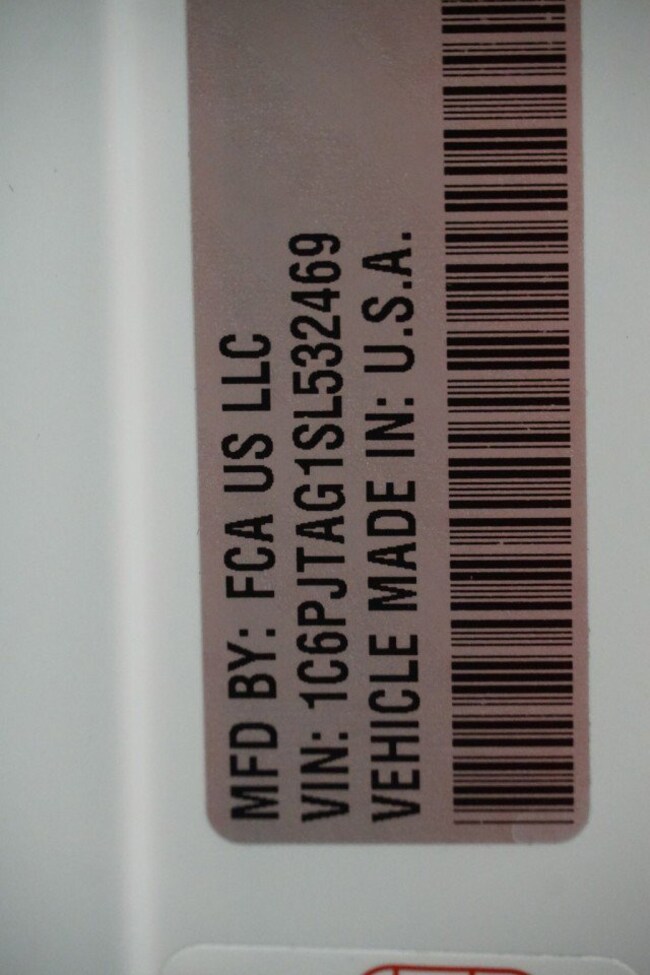 MFD BY: FCA US LLC
VIN: 1C6PJTAG1SL532469
VEHICLE MADE IN: U.S.A.